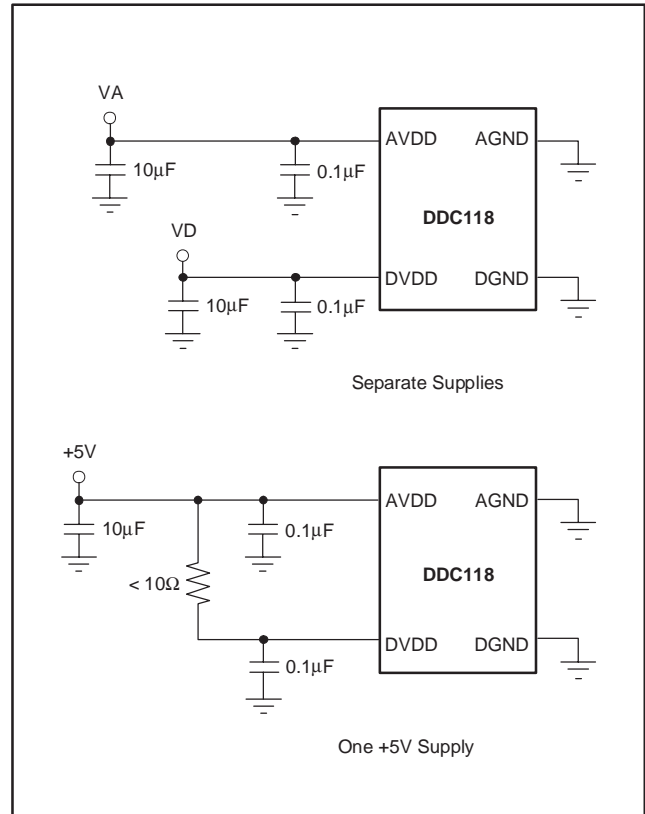 VA
AVDD AGND
10µF 0.1µF
DDC118
VD
DVDD DGND
10µF 0.1µF
Separate Supplies
+5V
AVDD AGND
10µF 0.1µF
DDC118
< 10Ω
DVDD DGND
0.1µF
One +5V Supply